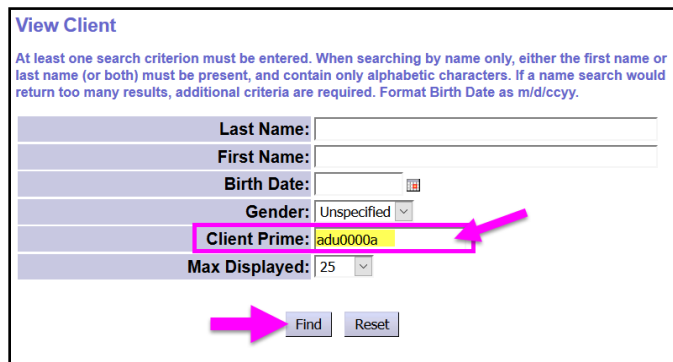 View Client
At least one search criterion must be entered. When searching by name only, either the first name or
last name (or both) must be present, and contain only alphabetic characters. If a name search would
return too many results, additional criteria are required. Format Birth Date as m/d/ccyy.
Last Name:
First Name:
Birth Date:
Gender: Unspecified
Client Prime: adu0000a
Max Displayed: 25
Find Reset